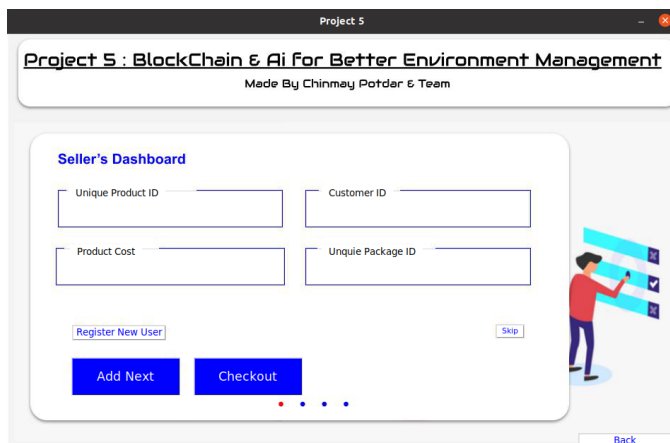 Project 5
Project 5 : BlockChain & Ai for Better Environment Management
Made By Chinmay Potdar & Team
Seller's Dashboard
Unique Product ID
Customer ID
Product Cost
Unquie Package ID
Register New User
Skip
Add Next
Checkout
Back